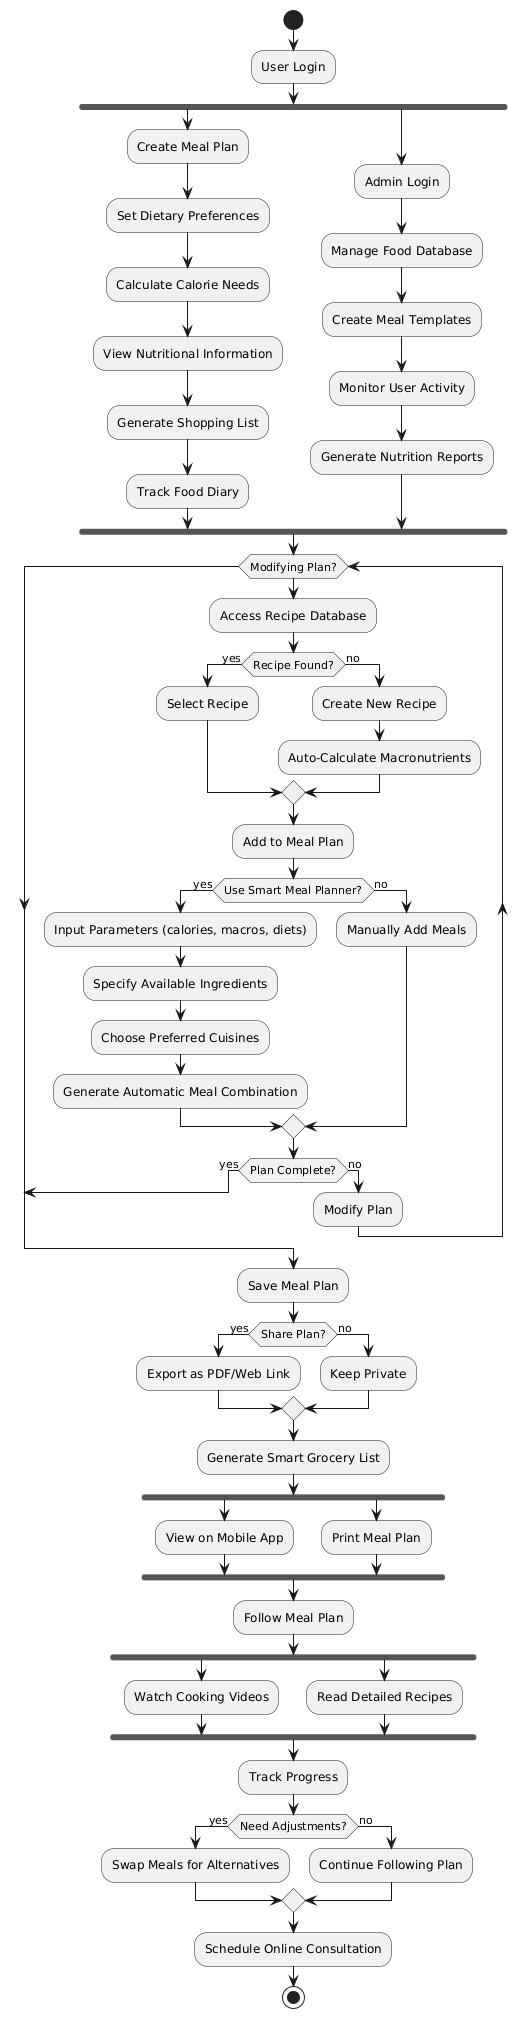 User Login
Create Meal Plan
Admin Login
Set Dietary Preferences
Manage Food Database
Calculate Calorie Needs
Create Meal Templates
View Nutritional Information
Monitor User Activity
Generate Shopping List
Generate Nutrition Reports
Track Food Diary
Modifying Plan?
Access Recipe Database
yes
Recipe Found?
no
Select Recipe
Create New Recipe
Auto-Calculate Macronutrients
Add to Meal Plan
yes
Use Smart Meal Planner?
no
Input Parameters (calories, macros, diets)
Manually Add Meals
Specify Available Ingredients
Choose Preferred Cuisines
Generate Automatic Meal Combination
yes
Plan Complete?
no
Modify Plan
Save Meal Plan
yes
Share Plan?
no
Export as PDF/Web Link
Keep Private
Generate Smart Grocery List
View on Mobile App
Print Meal Plan
Follow Meal Plan
Watch Cooking Videos
Read Detailed Recipes
Track Progress
yes
Need Adjustments?
no
Swap Meals for Alternatives
Continue Following Plan
Schedule Online Consultation